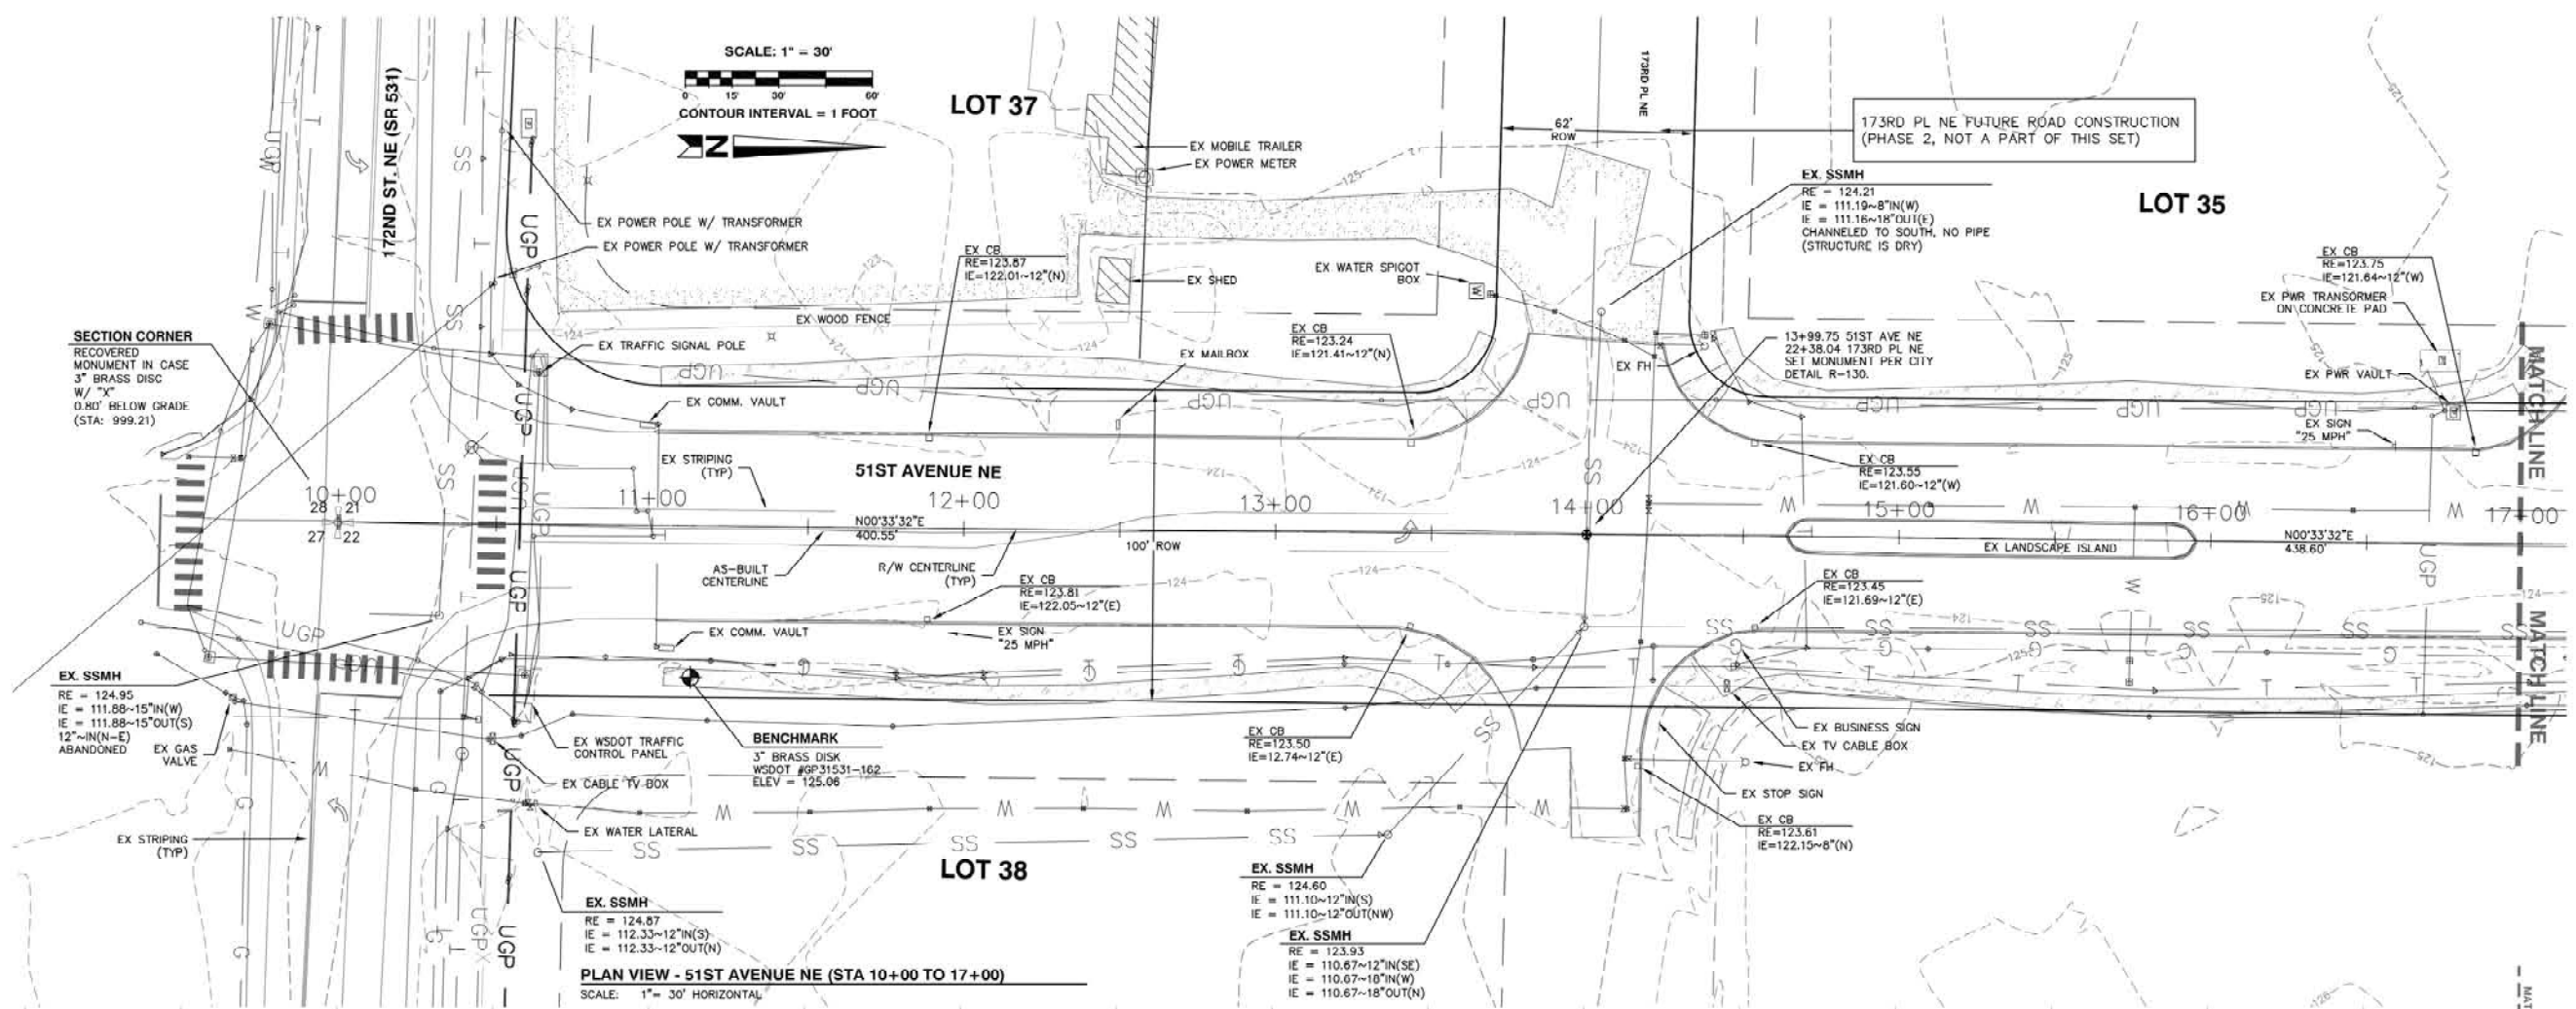 SCALE: 1" = 30'
0 15' 30' 60'
CONTOUR INTERVAL = 1 FOOT
N
LOT 37
172ND ST. NE (SR 531)
173RD PL NE
62'
ROW
173RD PL NE FUTURE ROAD CONSTRUCTION
(PHASE 2, NOT A PART OF THIS SET)
LOT 35
EX MOBILE TRAILER
EX POWER METER
EX. SSMH
RE = 124.21
IE = 111.19~8"IN(W)
IE = 111.16~18"OUT(E)
CHANNELED TO SOUTH, NO PIPE
(STRUCTURE IS DRY)
EX POWER POLE W/ TRANSFORMER
EX POWER POLE W/ TRANSFORMER
EX CB
RE=123.87
IE=122.01~12"(N)
EX SHED
EX WATER SPIGOT
BOX
EX CB
RE=123.75
IE=121.64~12"(W)
EX PWR TRANSORMER
ON CONCRETE PAD
EX WOOD FENCE
EX TRAFFIC SIGNAL POLE
EX MAILBOX
EX CB
RE=123.24
IE=121.41~12"(N)
EX FH
13+99.75 51ST AVE NE
22+38.04 173RD PL NE
SET MONUMENT PER CITY
DETAIL R-130.
EX PWR VAULT
EX SIGN
"25 MPH"
MATCHLINE
SECTION CORNER
RECOVERED
MONUMENT IN CASE
3" BRASS DISC
W/ "X"
0.80' BELOW GRADE
(STA: 999.21)
EX COMM. VAULT
EX STRIPING
(TYP)
51ST AVENUE NE
EX CB
RE=123.55
IE=121.60~12"(W)
10+00 11+00 12+00 13+00 14+00 15+00 16+00 17+00
28 21
27 22
N00°33'32"E
400.55'
100' ROW
EX LANDSCAPE ISLAND
N00°33'32"E
438.60'
AS-BUILT
CENTERLINE
R/W CENTERLINE
(TYP)
EX CB
RE=123.81
IE=122.05~12"(E)
EX CB
RE=123.45
IE=121.69~12"(E)
EX COMM. VAULT
EX SIGN
"25 MPH"
MATCH LINE
EX. SSMH
RE = 124.95
IE = 111.88~15"IN(W)
IE = 111.88~15"OUT(S)
12"~IN(N-E)
ABANDONED
EX GAS
VALVE
EX WSDOT TRAFFIC
CONTROL PANEL
BENCHMARK
3" BRASS DISK
WSDOT #GP31531-162
ELEV = 125.06
EX CB
RE=123.50
IE=12.74~12"(E)
EX BUSINESS SIGN
EX TV CABLE BOX
EX FH
EX STOP SIGN
EX CABLE TV BOX
EX WATER LATERAL
EX STRIPING
(TYP)
EX CB
RE=123.61
IE=122.15~8"(N)
LOT 38
EX. SSMH
RE = 124.87
IE = 112.33~12"IN(S)
IE = 112.33~12"OUT(N)
EX. SSMH
RE = 124.60
IE = 111.10~12"IN(S)
IE = 111.10~12"OUT(NW)
EX. SSMH
RE = 123.93
IE = 110.67~12"IN(SE)
IE = 110.67~18"IN(W)
IE = 110.67~18"OUT(N)
PLAN VIEW - 51ST AVENUE NE (STA 10+00 TO 17+00)
SCALE: 1"= 30' HORIZONTAL